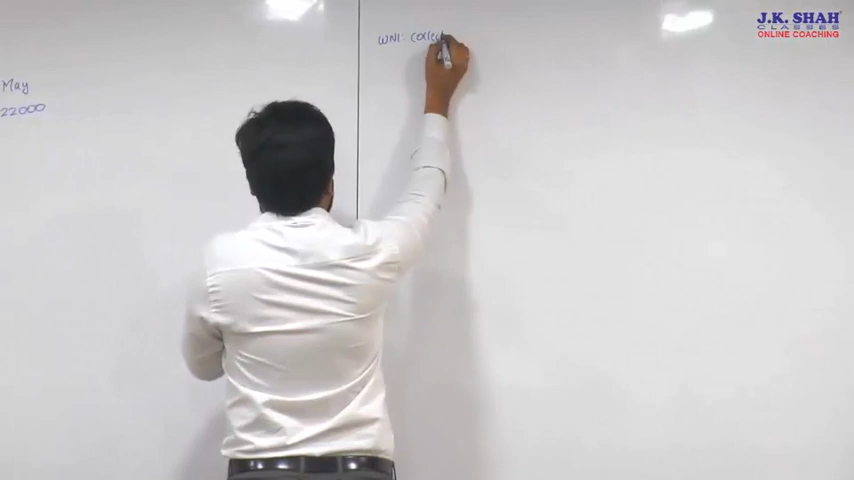 May
22000
WN1: Collec
J.K. SHAH®
CLASSES
ONLINE COACHING